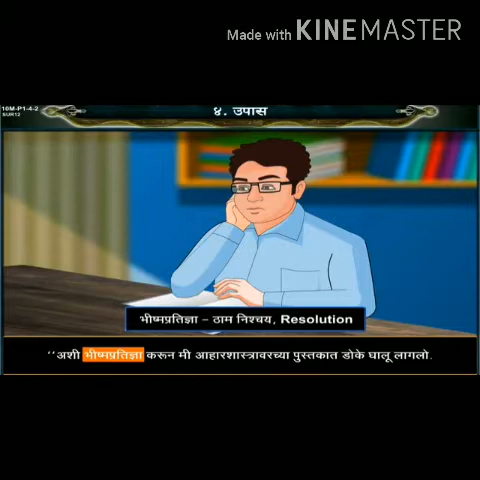 Made with KINEMASTER
10M-P1-4-2
SUR12
४. उपास
भीष्मप्रतिज्ञा – ठाम निश्चय, Resolution
‘‘अशी भीष्मप्रतिज्ञा करून मी आहारशास्त्रावरच्या पुस्तकात डोके घालू लागलो.